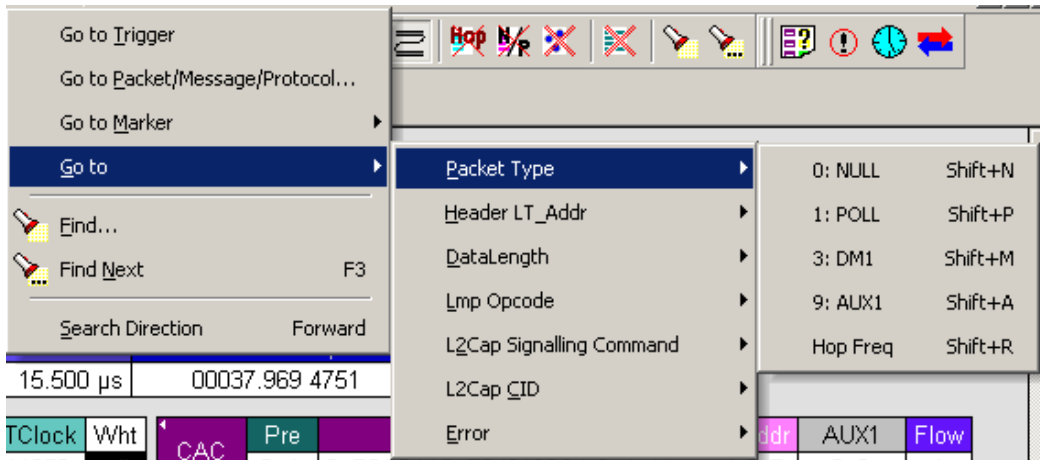 Go to Trigger
Go to Packet/Message/Protocol...
Go to Marker
Go to
Find...
Find Next F3
Search Direction Forward
Hop N/R
Packet Type
Header LT_Addr
DataLength
Lmp Opcode
L2Cap Signalling Command
L2Cap CID
Error
0: NULL Shift+N
1: POLL Shift+P
3: DM1 Shift+M
9: AUX1 Shift+A
Hop Freq Shift+R
15.500 µs 00037.969 4751
TClock Wht CAC Pre ddr AUX1 Flow